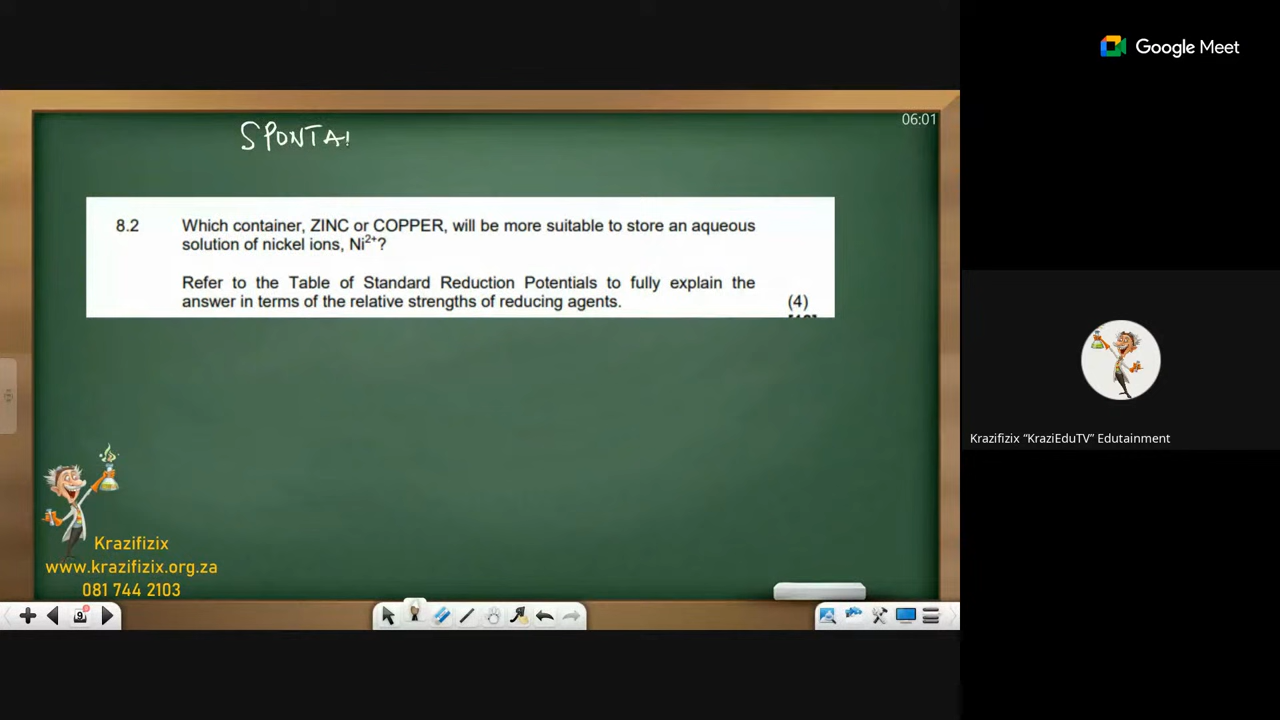 Google Meet
06:01
SPONTA
8.2 Which container, ZINC or COPPER, will be more suitable to store an aqueous
solution of nickel ions, Ni²⁺?
Refer to the Table of Standard Reduction Potentials to fully explain the
answer in terms of the relative strengths of reducing agents. (4)
Krazifizix “KraziEduTV” Edutainment
Krazifizix
www.krazifizix.org.za
081 744 2103
9